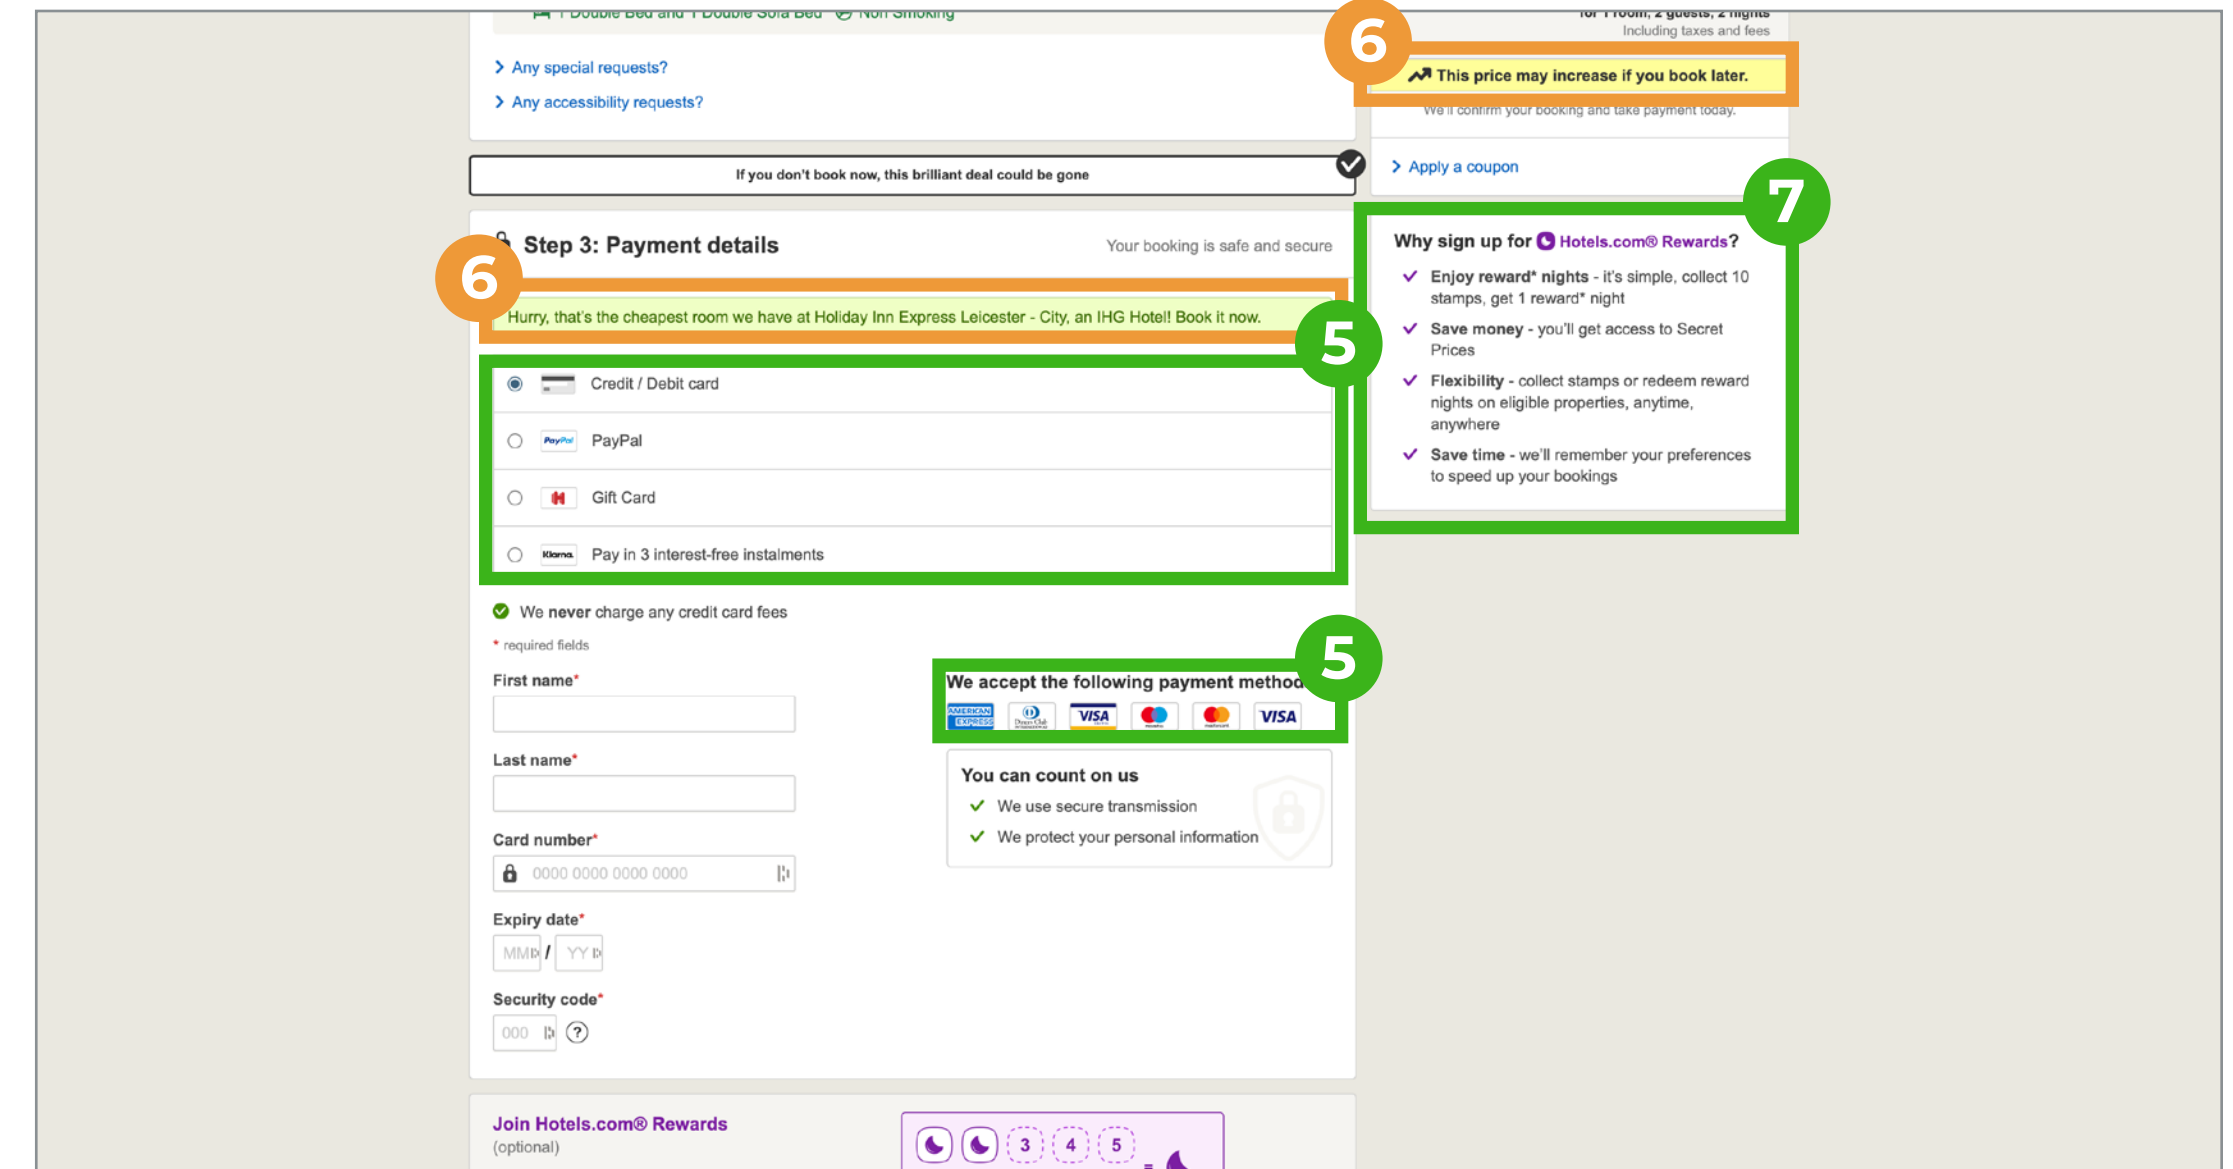 1 Double Bed and 1 Double Sofa Bed Non Smoking
Any special requests?
Any accessibility requests?
If you don't book now, this brilliant deal could be gone
6
Step 3: Payment details
Your booking is safe and secure
Hurry, that's the cheapest room we have at Holiday Inn Express Leicester - City, an IHG Hotel! Book it now.
5
Credit / Debit card
PayPal PayPal
Gift Card
Klarna. Pay in 3 interest-free instalments
We never charge any credit card fees
* required fields
First name*
Last name*
Card number*
0000 0000 0000 0000
Expiry date*
MM / YY
Security code*
000 ?
5
We accept the following payment method
AMERICAN EXPRESS Diners Club VISA VISA
You can count on us
We use secure transmission
We protect your personal information
Join Hotels.com® Rewards
(optional)
3 4 5 =
for 1 room, 2 guests, 2 nights
Including taxes and fees
6
This price may increase if you book later.
We'll confirm your booking and take payment today.
Apply a coupon
7
Why sign up for Hotels.com® Rewards?
Enjoy reward* nights - it's simple, collect 10
stamps, get 1 reward* night
Save money - you'll get access to Secret
Prices
Flexibility - collect stamps or redeem reward
nights on eligible properties, anytime,
anywhere
Save time - we'll remember your preferences
to speed up your bookings